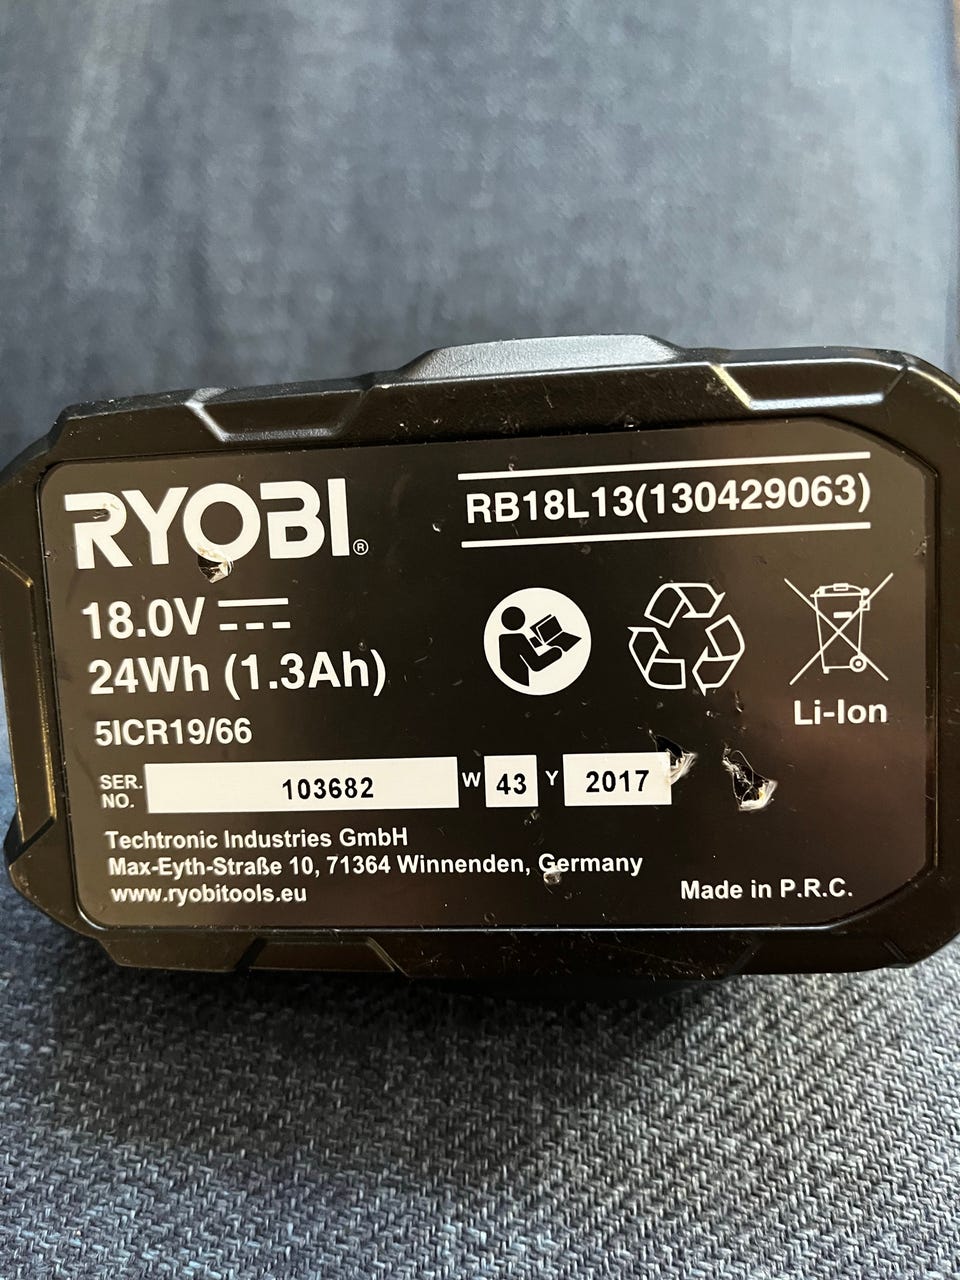 RYOBI®
RB18L13(130429063)
18.0V
24Wh (1.3Ah)
5ICR19/66
Li-Ion
SER. NO. 103682 W 43 Y 2017
Techtronic Industries GmbH
Max-Eyth-Straße 10, 71364 Winnenden, Germany
www.ryobitools.eu
Made in P.R.C.